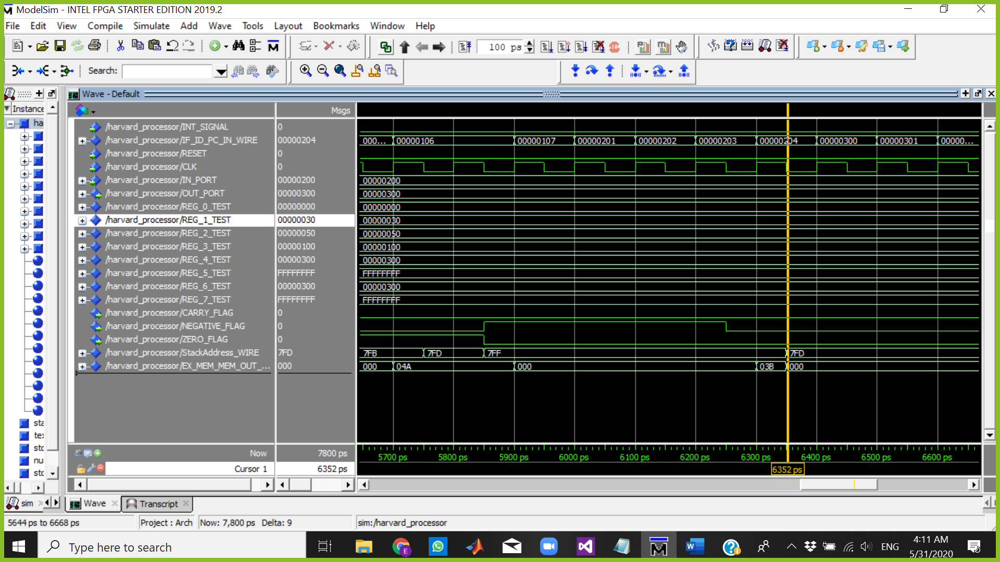 ModelSim - INTEL FPGA STARTER EDITION 2019.2
File Edit View Compile Simulate Add Wave Tools Layout Bookmarks Window Help
100 ps
Search:
Wave - Default
Instance
Msgs
ha
/harvard_processor/INT_SIGNAL 0
/harvard_processor/IF_ID_PC_IN_WIRE 00000204 000... 00000106 00000107 00000201 00000202 00000203 00000204 00000300 00000301 00000...
/harvard_processor/RESET 0
/harvard_processor/CLK 0
/harvard_processor/IN_PORT 00000200 00000200
/harvard_processor/OUT_PORT 00000300 00000300
/harvard_processor/REG_0_TEST 00000000 00000000
/harvard_processor/REG_1_TEST 00000030 00000030
/harvard_processor/REG_2_TEST 00000050 00000050
/harvard_processor/REG_3_TEST 00000100 00000100
/harvard_processor/REG_4_TEST 00000300 00000300
/harvard_processor/REG_5_TEST FFFFFFFF FFFFFFFF
/harvard_processor/REG_6_TEST 00000300 00000300
/harvard_processor/REG_7_TEST FFFFFFFF FFFFFFFF
/harvard_processor/CARRY_FLAG 0
/harvard_processor/NEGATIVE_FLAG 0
/harvard_processor/ZERO_FLAG 0
/harvard_processor/StackAddress_WIRE 7FD 7FB 7FD 7FF 7FD
/harvard_processor/EX_MEM_MEM_OUT_... 000 000 04A 000 03B 000
sta
tex
std
nu
std
Now 7800 ps 5700 ps 5800 ps 5900 ps 6000 ps 6100 ps 6200 ps 6300 ps 6400 ps 6500 ps 6600 ps
Cursor 1 6352 ps 6352 ps
sim Wave Transcript
5644 ps to 6668 ps Project : Arch Now: 7,800 ps Delta: 9 sim:/harvard_processor
Type here to search
E
W
ENG
4:11 AM
5/31/2020